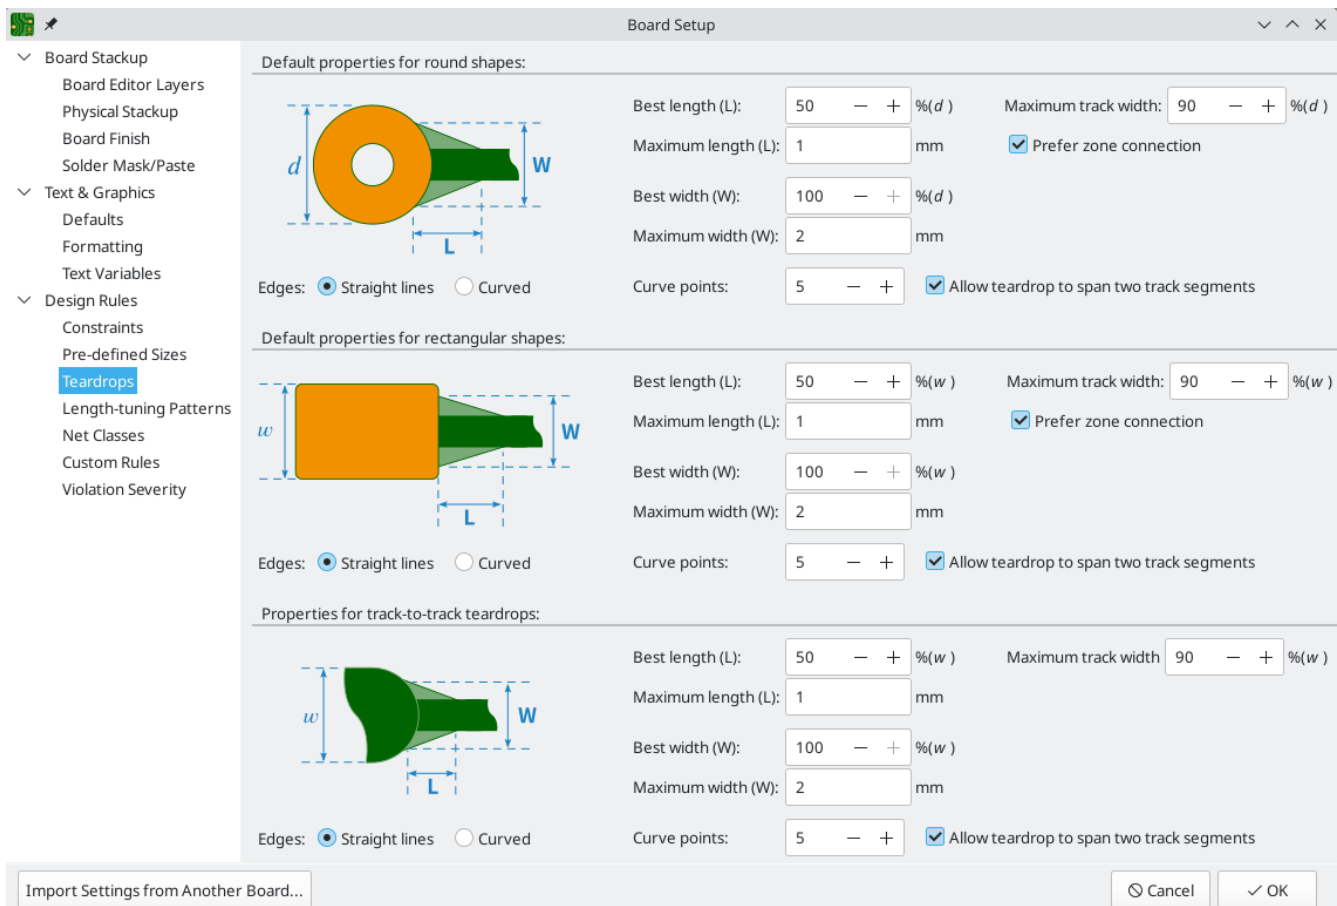 Board Setup
Board Stackup
Board Editor Layers
Physical Stackup
Board Finish
Solder Mask/Paste
Text & Graphics
Defaults
Formatting
Text Variables
Design Rules
Constraints
Pre-defined Sizes
Teardrops
Length-tuning Patterns
Net Classes
Custom Rules
Violation Severity
Default properties for round shapes:
d
W
L
Best length (L): 50 − + %(d) Maximum track width: 90 − + %(d)
Maximum length (L): 1 mm Prefer zone connection
Best width (W): 100 − + %(d)
Maximum width (W): 2 mm
Edges: Straight lines Curved Curve points: 5 − + Allow teardrop to span two track segments
Default properties for rectangular shapes:
w
W
L
Best length (L): 50 − + %(w) Maximum track width: 90 − + %(w)
Maximum length (L): 1 mm Prefer zone connection
Best width (W): 100 − + %(w)
Maximum width (W): 2 mm
Edges: Straight lines Curved Curve points: 5 − + Allow teardrop to span two track segments
Properties for track-to-track teardrops:
w
W
L
Best length (L): 50 − + %(w) Maximum track width 90 − + %(w)
Maximum length (L): 1 mm
Best width (W): 100 − + %(w)
Maximum width (W): 2 mm
Edges: Straight lines Curved Curve points: 5 − + Allow teardrop to span two track segments
Import Settings from Another Board... Cancel OK